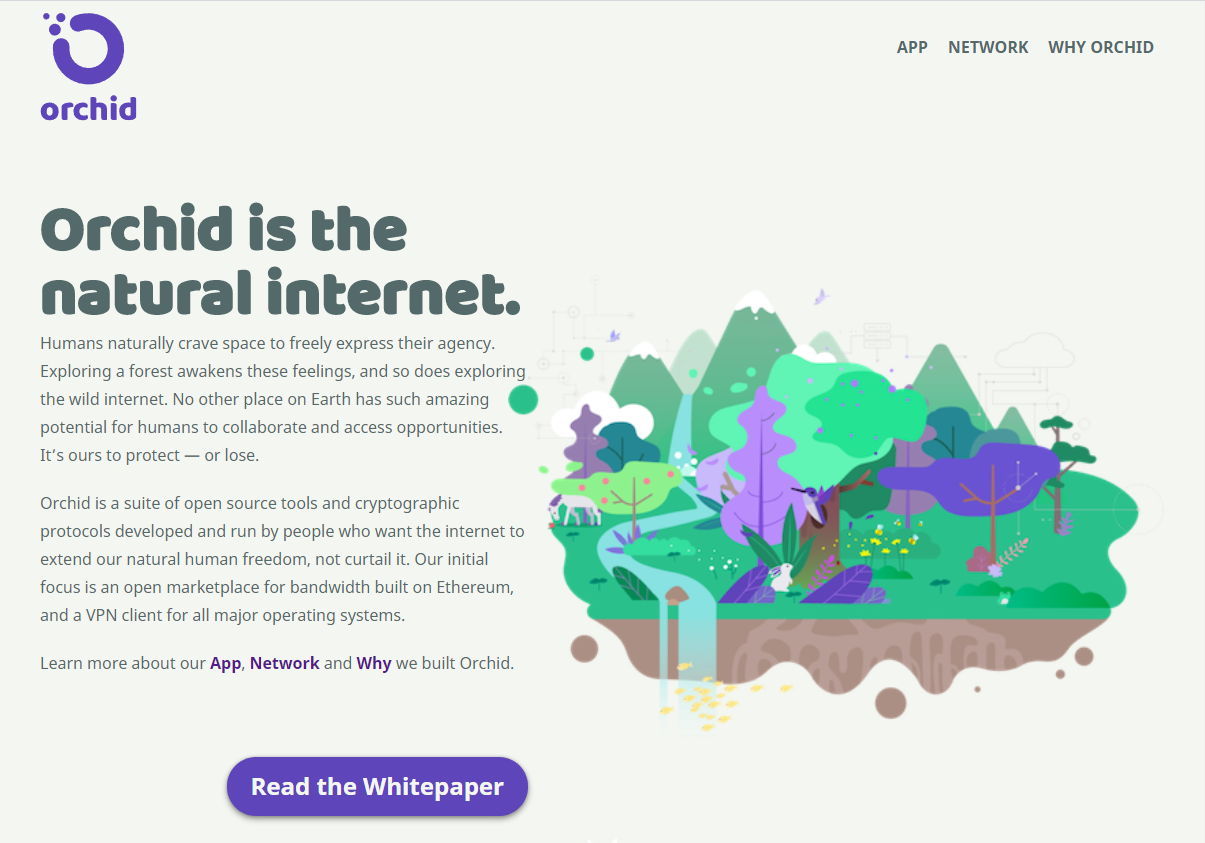 orchid
APP NETWORK WHY ORCHID
Orchid is the
natural internet.
Humans naturally crave space to freely express their agency.
Exploring a forest awakens these feelings, and so does exploring
the wild internet. No other place on Earth has such amazing
potential for humans to collaborate and access opportunities.
It’s ours to protect — or lose.
Orchid is a suite of open source tools and cryptographic
protocols developed and run by people who want the internet to
extend our natural human freedom, not curtail it. Our initial
focus is an open marketplace for bandwidth built on Ethereum,
and a VPN client for all major operating systems.
Learn more about our App, Network and Why we built Orchid.
Read the Whitepaper